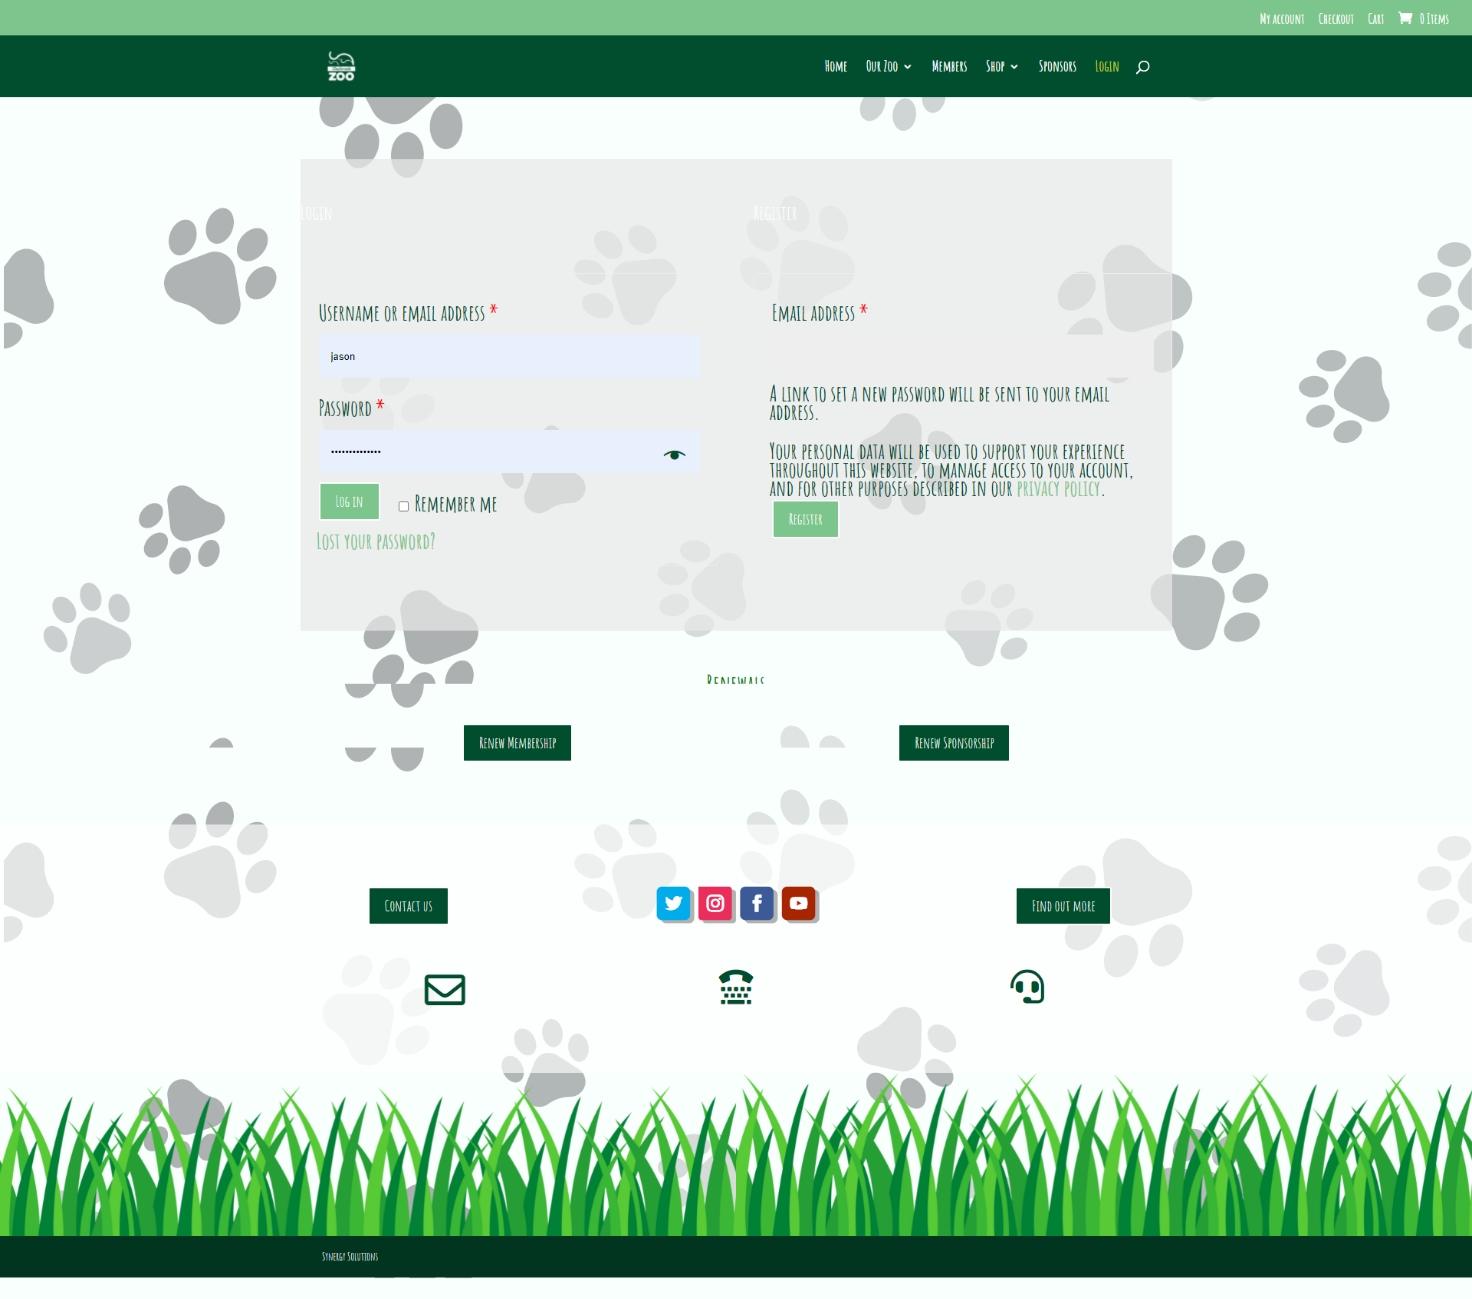 My account Checkout Cart 0 Items
ZOO
Home Our Zoo Members Shop Sponsors Login
Login
Register
Username or email address *
jason
Password *
Log in
Remember me
Lost your password?
Email address *
A link to set a new password will be sent to your email
address.
Your personal data will be used to support your experience
throughout this website, to manage access to your account,
and for other purposes described in our privacy policy.
Register
Renewals
Renew Membership
Renew Sponsorship
Contact us
Find out more
Synergy Solutions